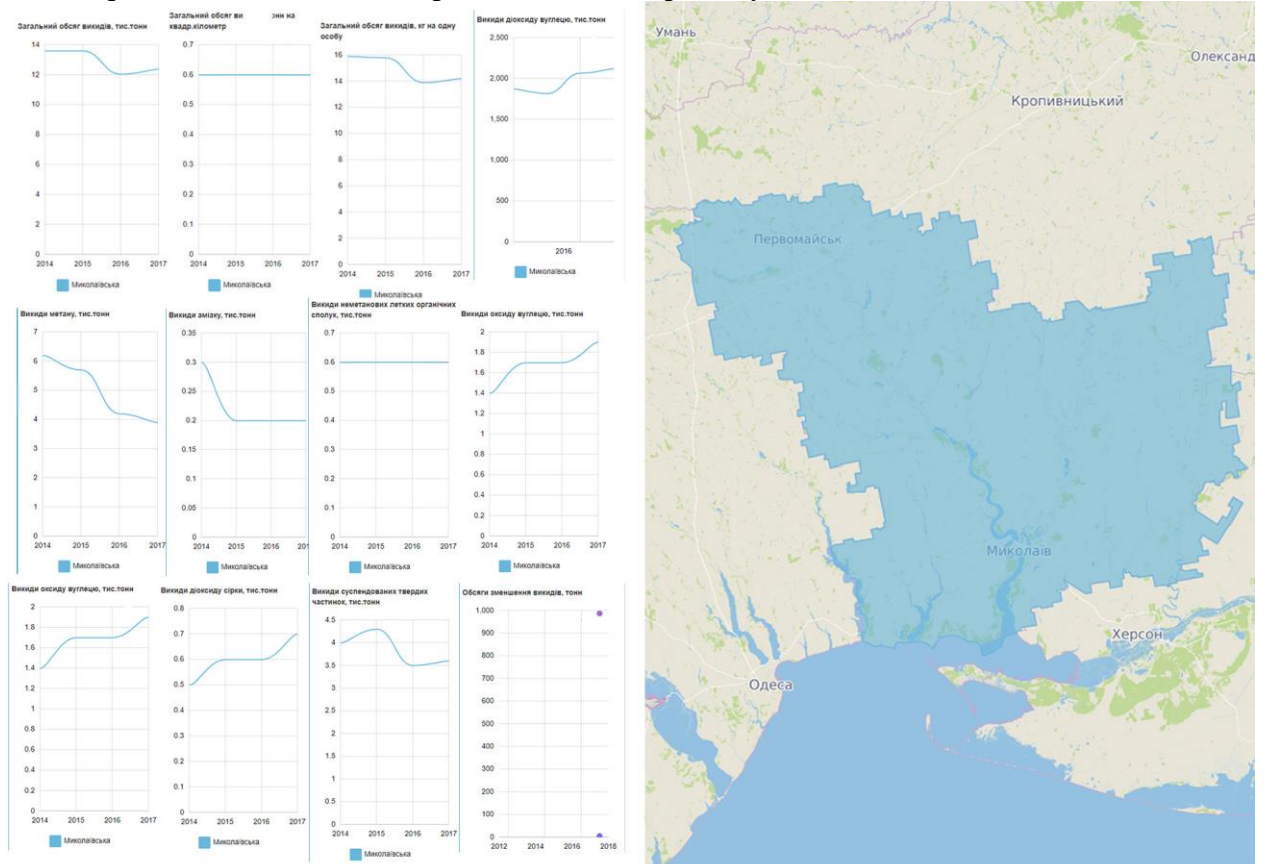 Загальний обсяг викидів, тис.тонн
14
12
10
8
6
4
2
0
2014 2015 2016 2017
Миколаївська
Загальний обсяг ви онн на
квадр.кілометр
0.7
0.6
0.5
0.4
0.3
0.2
0.1
0
2014 2015 2016 2017
Миколаївська
Загальний обсяг викидів, кг на одну
особу
16
14
12
10
8
6
4
2
0
2014 2015 2016 2017
Миколаївська
Викиди діоксиду вуглецю, тис.тонн
2,500
2,000
1,500
1,000
500
0
2016
Миколаївська
Викиди метану, тис.тонн
7
6
5
4
3
2
1
0
2014 2015 2016 2017
Миколаївська
Викиди аміаку, тис.тонн
0.35
0.3
0.25
0.2
0.15
0.1
0.05
0
2014 2015 2016 201
Миколаївська
Викиди неметанових летких органічних
сполук, тис.тонн
0.7
0.6
0.5
0.4
0.3
0.2
0.1
0
2014 2015 2016 2017
Миколаївська
Викиди оксиду вуглецю, тис.тонн
2
1.8
1.6
1.4
1.2
1
0.8
0.6
0.4
0.2
0
2014 2015 2016 2017
Миколаївська
Викиди оксиду вуглецю, тис.тонн
2
1.8
1.6
1.4
1.2
1
0.8
0.6
0.4
0.2
0
2014 2015 2016 2017
Миколаївська
Викиди діоксиду сірки, тис.тонн
0.8
0.7
0.6
0.5
0.4
0.3
0.2
0.1
0
2014 2015 2016 2017
Миколаївська
Викиди суспендованих твердих
частинок, тис.тонн
4.5
4
3.5
3
2.5
2
1.5
1
0.5
0
2014 2015 2016 2017
Миколаївська
Обсяги зменшення викидів, тонн
1,000
900
800
700
600
500
400
300
200
100
0
2012 2014 2016 2018
Умань
Олександ
Кропивницький
Первомайськ
Миколаїв
Херсон
Одеса